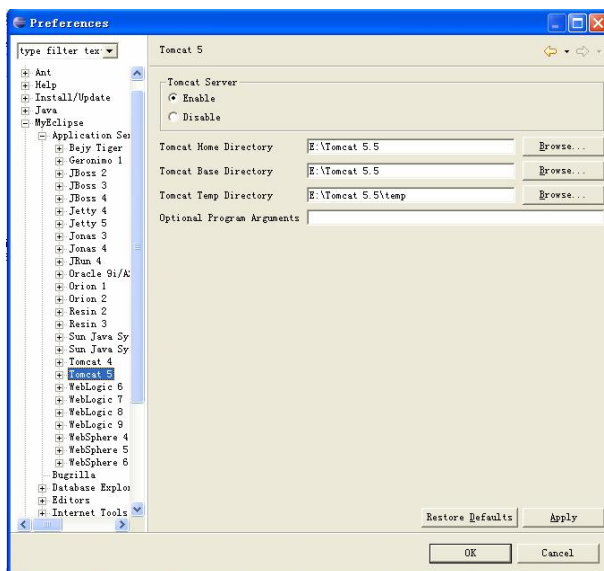 Preferences
type filter tex
Ant
Help
Install/Update
Java
MyEclipse
Application Ser
Bejy Tiger
Geronimo 1
JBoss 2
JBoss 3
JBoss 4
Jetty 4
Jetty 5
Jonas 3
Jonas 4
JRun 4
Oracle 9i/A
Orion 1
Orion 2
Resin 2
Resin 3
Sun Java Sy
Sun Java Sy
Tomcat 4
Tomcat 5
WebLogic 6
WebLogic 7
WebLogic 8
WebLogic 9
WebSphere 4
WebSphere 5
WebSphere 6
Bugzilla
Database Explo
Editors
Internet Tools
Tomcat 5
Tomcat Server
Enable
Disable
Tomcat Home Directory E:\Tomcat 5.5 Browse...
Tomcat Base Directory E:\Tomcat 5.5 Browse...
Tomcat Temp Directory E:\Tomcat 5.5\temp Browse...
Optional Program Arguments
Restore Defaults Apply
OK Cancel